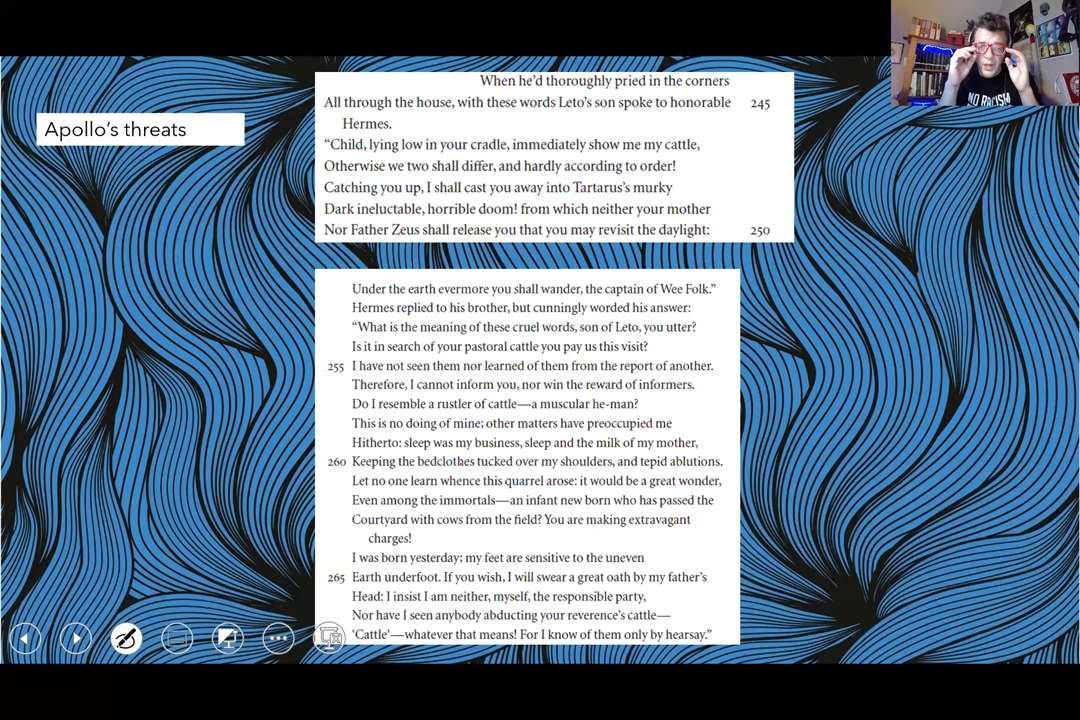 NO RACISM
Apollo's threats
When he'd thoroughly pried in the corners
All through the house, with these words Leto's son spoke to honorable 245
Hermes.
“Child, lying low in your cradle, immediately show me my cattle,
Otherwise we two shall differ, and hardly according to order!
Catching you up, I shall cast you away into Tartarus's murky
Dark ineluctable, horrible doom! from which neither your mother
Nor Father Zeus shall release you that you may revisit the daylight: 250
Under the earth evermore you shall wander, the captain of Wee Folk.”
Hermes replied to his brother, but cunningly worded his answer:
“What is the meaning of these cruel words, son of Leto, you utter?
Is it in search of your pastoral cattle you pay us this visit?
255 I have not seen them nor learned of them from the report of another.
Therefore, I cannot inform you, nor win the reward of informers.
Do I resemble a rustler of cattle—a muscular he-man?
This is no doing of mine; other matters have preoccupied me
Hitherto: sleep was my business, sleep and the milk of my mother,
260 Keeping the bedclothes tucked over my shoulders, and tepid ablutions.
Let no one learn whence this quarrel arose: it would be a great wonder,
Even among the immortals—an infant new born who has passed the
Courtyard with cows from the field? You are making extravagant
charges!
I was born yesterday; my feet are sensitive to the uneven
265 Earth underfoot. If you wish, I will swear a great oath by my father's
Head: I insist I am neither, myself, the responsible party,
Nor have I seen anybody abducting your reverence's cattle—
‘Cattle’—whatever that means! For I know of them only by hearsay.”